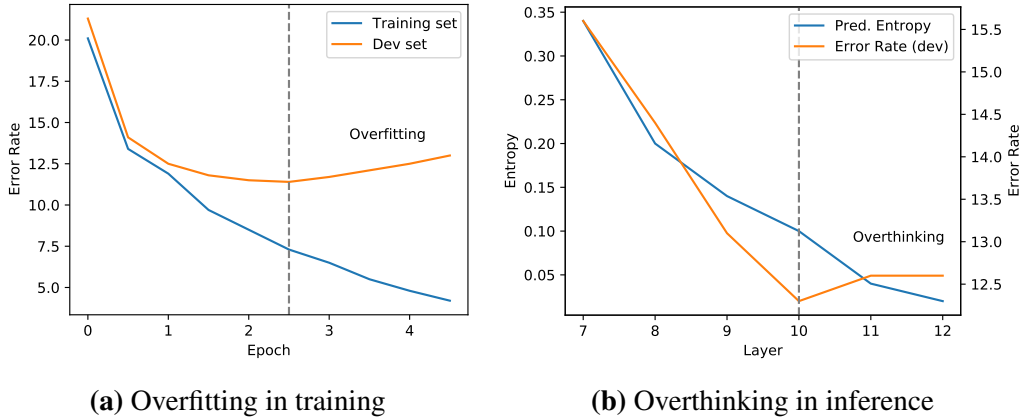 Training set
Dev set
Overfitting
Error Rate
20.0
17.5
15.0
12.5
10.0
7.5
5.0
0 1 2 3 4
Epoch
(a) Overfitting in training
Pred. Entropy
Error Rate (dev)
Overthinking
Entropy
0.35
0.30
0.25
0.20
0.15
0.10
0.05
7 8 9 10 11 12
Layer
15.5
15.0
14.5
14.0
13.5
13.0
12.5
Error Rate
(b) Overthinking in inference